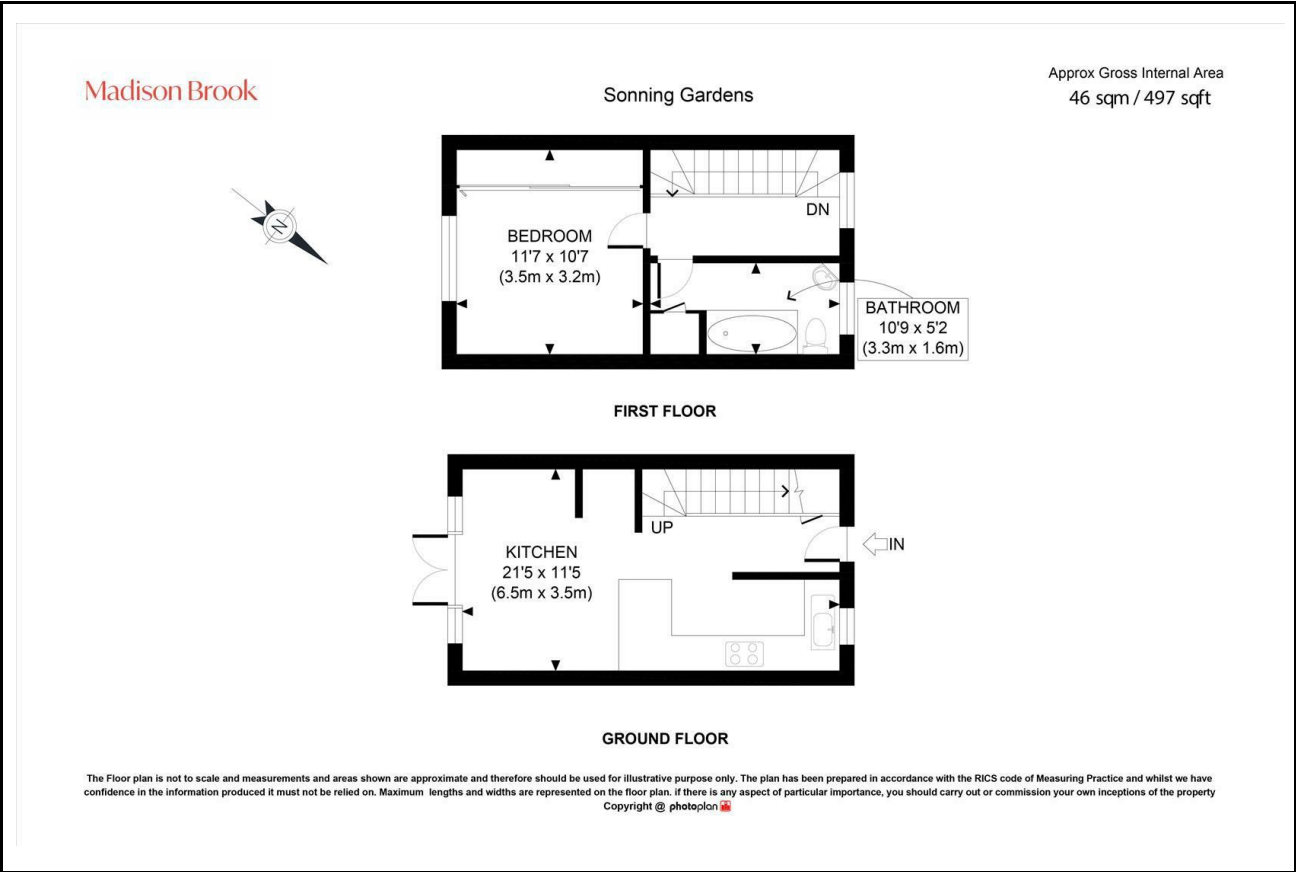 Madison Brook
Sonning Gardens
Approx Gross Internal Area
46 sqm / 497 sqft
N
BEDROOM
11'7 x 10'7
(3.5m x 3.2m)
DN
BATHROOM
10'9 x 5'2
(3.3m x 1.6m)
FIRST FLOOR
UP
IN
KITCHEN
21'5 x 11'5
(6.5m x 3.5m)
GROUND FLOOR
The Floor plan is not to scale and measurements and areas shown are approximate and therefore should be used for illustrative purpose only. The plan has been prepared in accordance with the RICS code of Measuring Practice and whilst we have
confidence in the information produced it must not be relied on. Maximum lengths and widths are represented on the floor plan. if there is any aspect of particular importance, you should carry out or commission your own inceptions of the property
Copyright @ photoplan